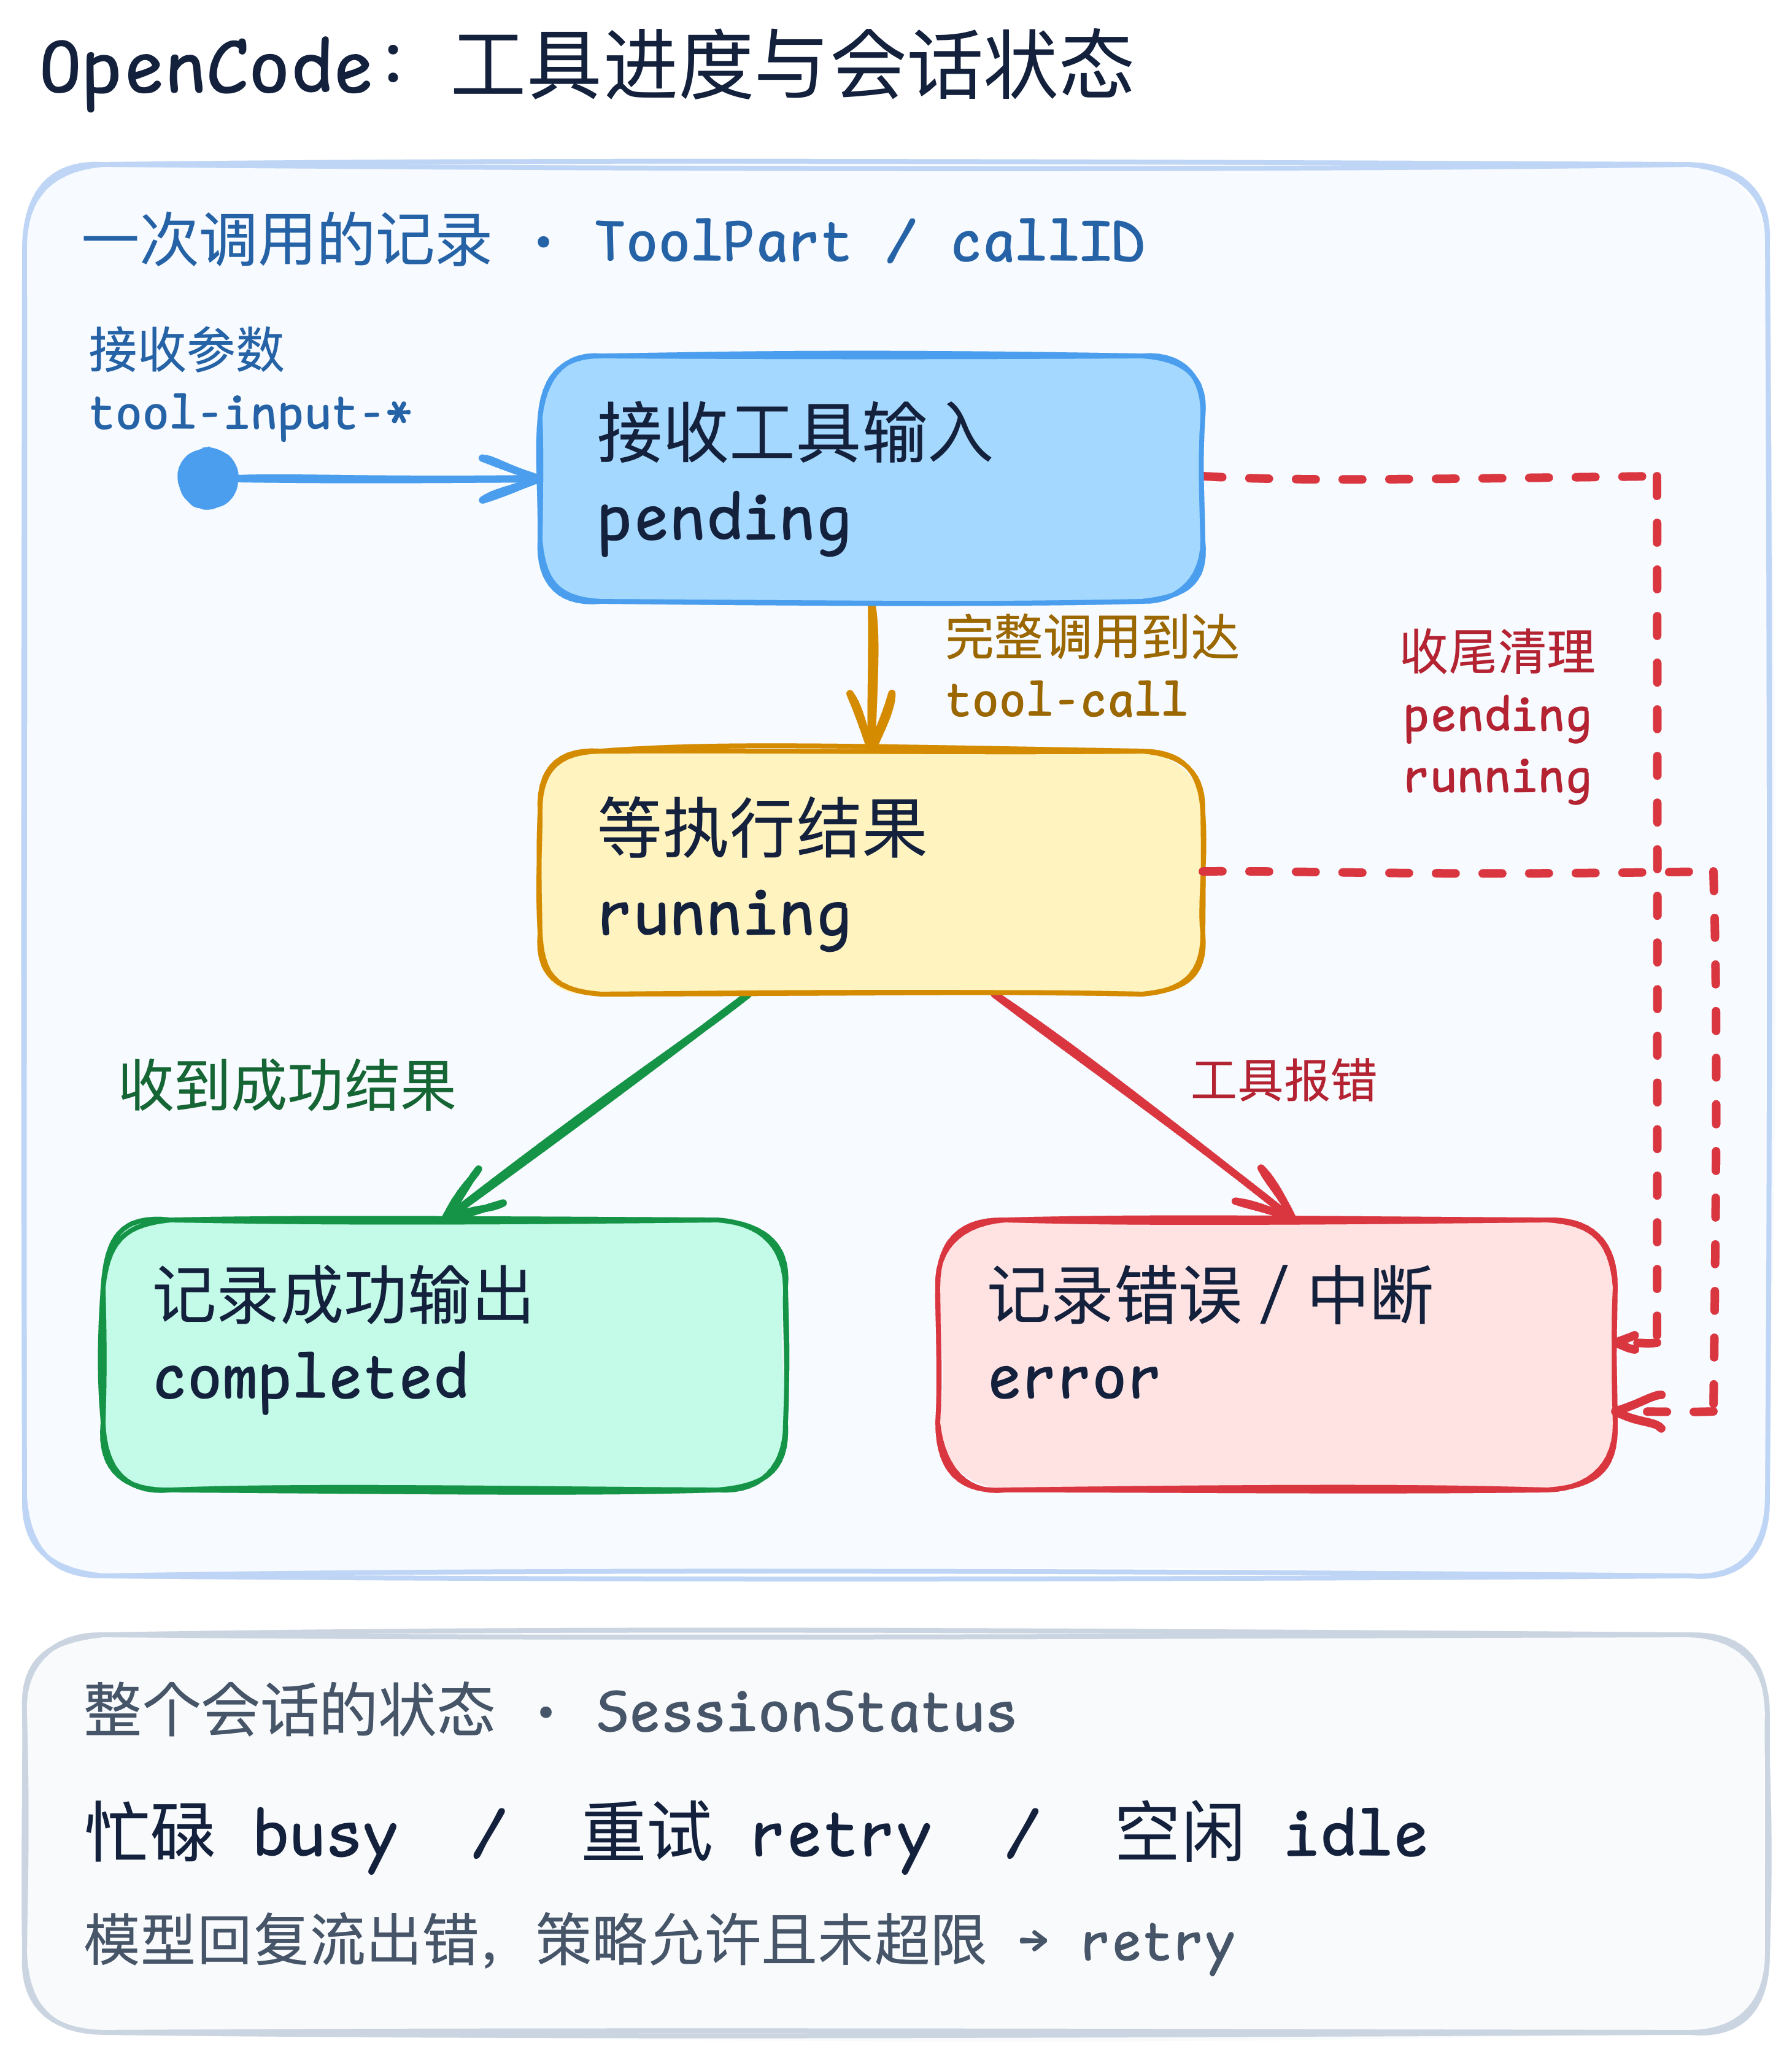 OpenCode：工具进度与会话状态
一次调用的记录 · ToolPart / callID
接收参数
tool-input-*
接收工具输入
pending
完整调用到达
tool-call
收尾清理
pending
running
等执行结果
running
收到成功结果
工具报错
记录成功输出
completed
记录错误 / 中断
error
整个会话的状态 · SessionStatus
忙碌 busy / 重试 retry / 空闲 idle
模型回复流出错，策略允许且未超限 → retry